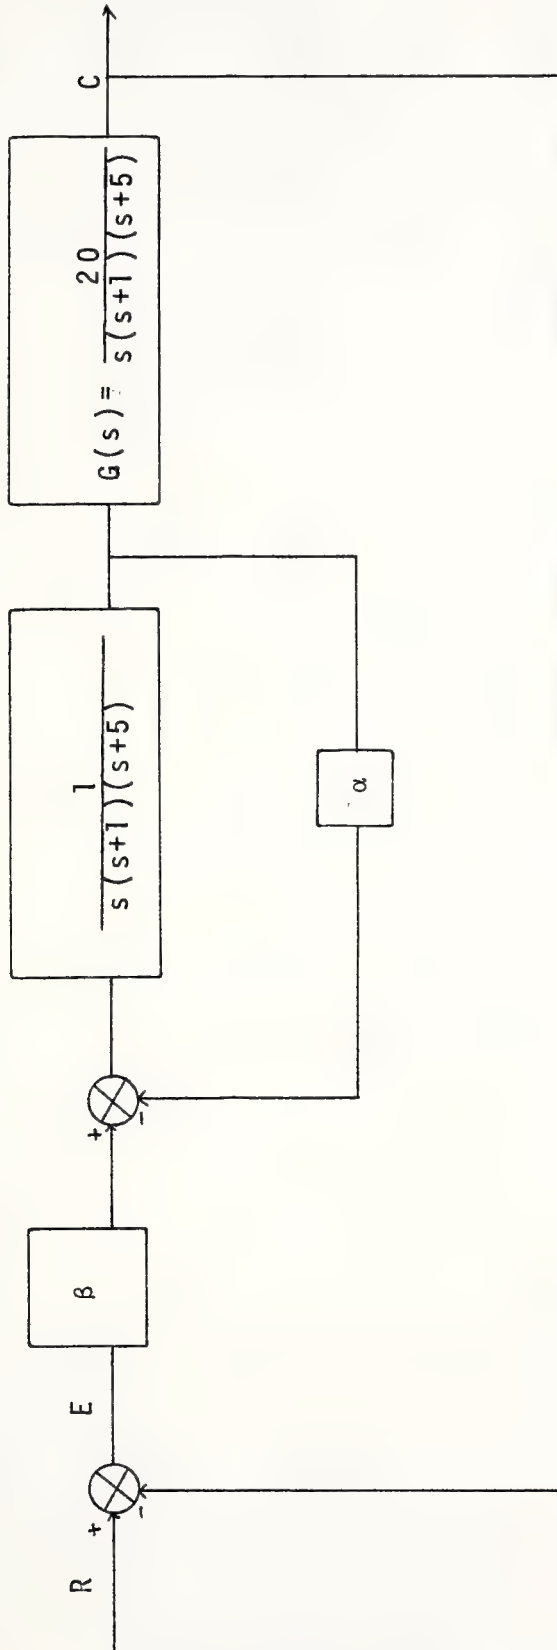 R
+
-
E
β
+
-
1
s(s+1)(s+5)
α
G(s)= 20
s(s+1)(s+5)
C